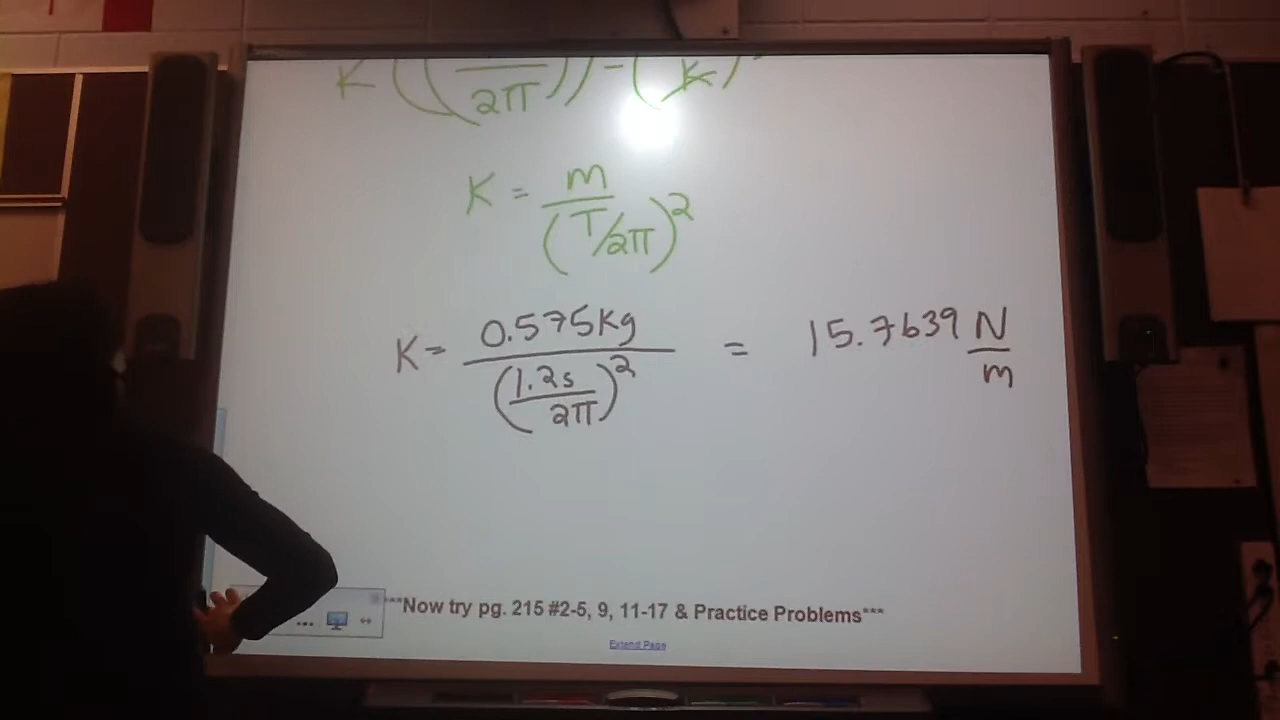 K ((——/2π)) = (/K)
K = m/(T/2π)²
K = 0.575Kg/(1.2s/2π)² = 15.7639 N/m
***Now try pg. 215 #2-5, 9, 11-17 & Practice Problems***
Extend Page